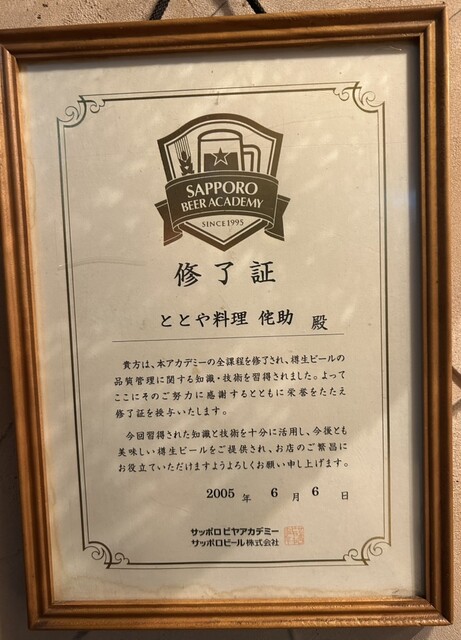 SAPPORO
BEER ACADEMY
SINCE 1995
修了証
ととや料理 侘助 殿
貴方は、本アカデミーの全課程を修了され、樽生ビールの
品質管理に関する知識・技術を習得されました。よって
ここにそのご努力に感謝するとともに栄誉をたたえ
修了証を授与いたします。
今回習得された知識と技術を十分に活用し、今後とも
美味しい樽生ビールをご提供され、お店のご繁昌に
お役立ていただけますようよろしくお願い申し上げます。
2005 年 6 月 6 日
サッポロビヤアカデミー
サッポロビール株式会社